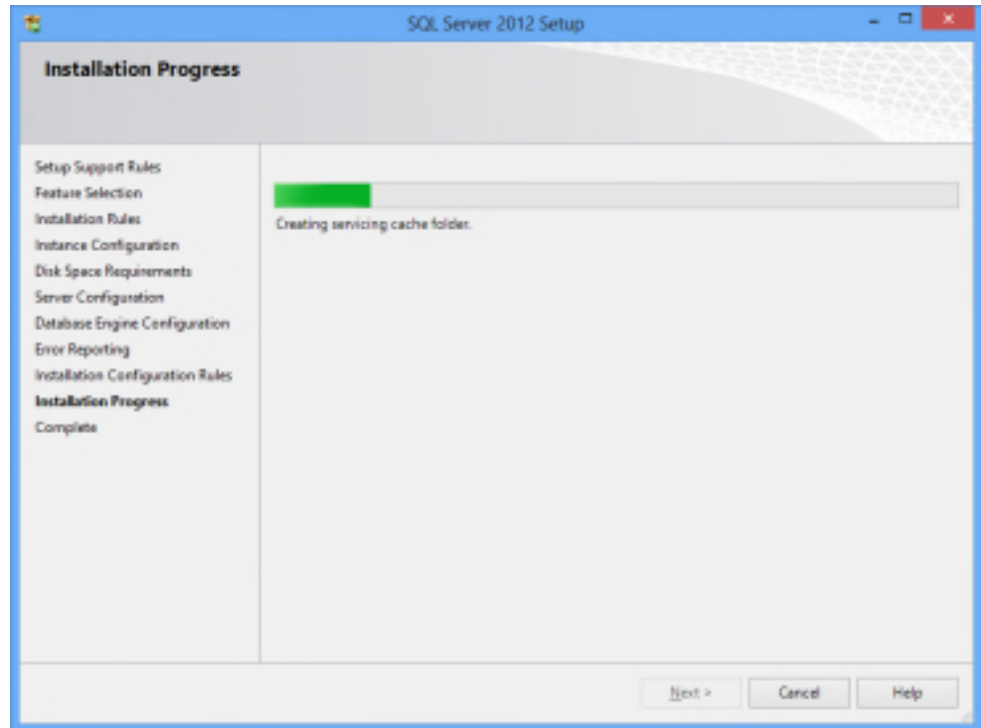 SQL Server 2012 Setup
Installation Progress
Setup Support Rules
Feature Selection
Installation Rules
Instance Configuration
Disk Space Requirements
Server Configuration
Database Engine Configuration
Error Reporting
Installation Configuration Rules
Installation Progress
Complete
Creating servicing cache folder.
Next >
Cancel
Help